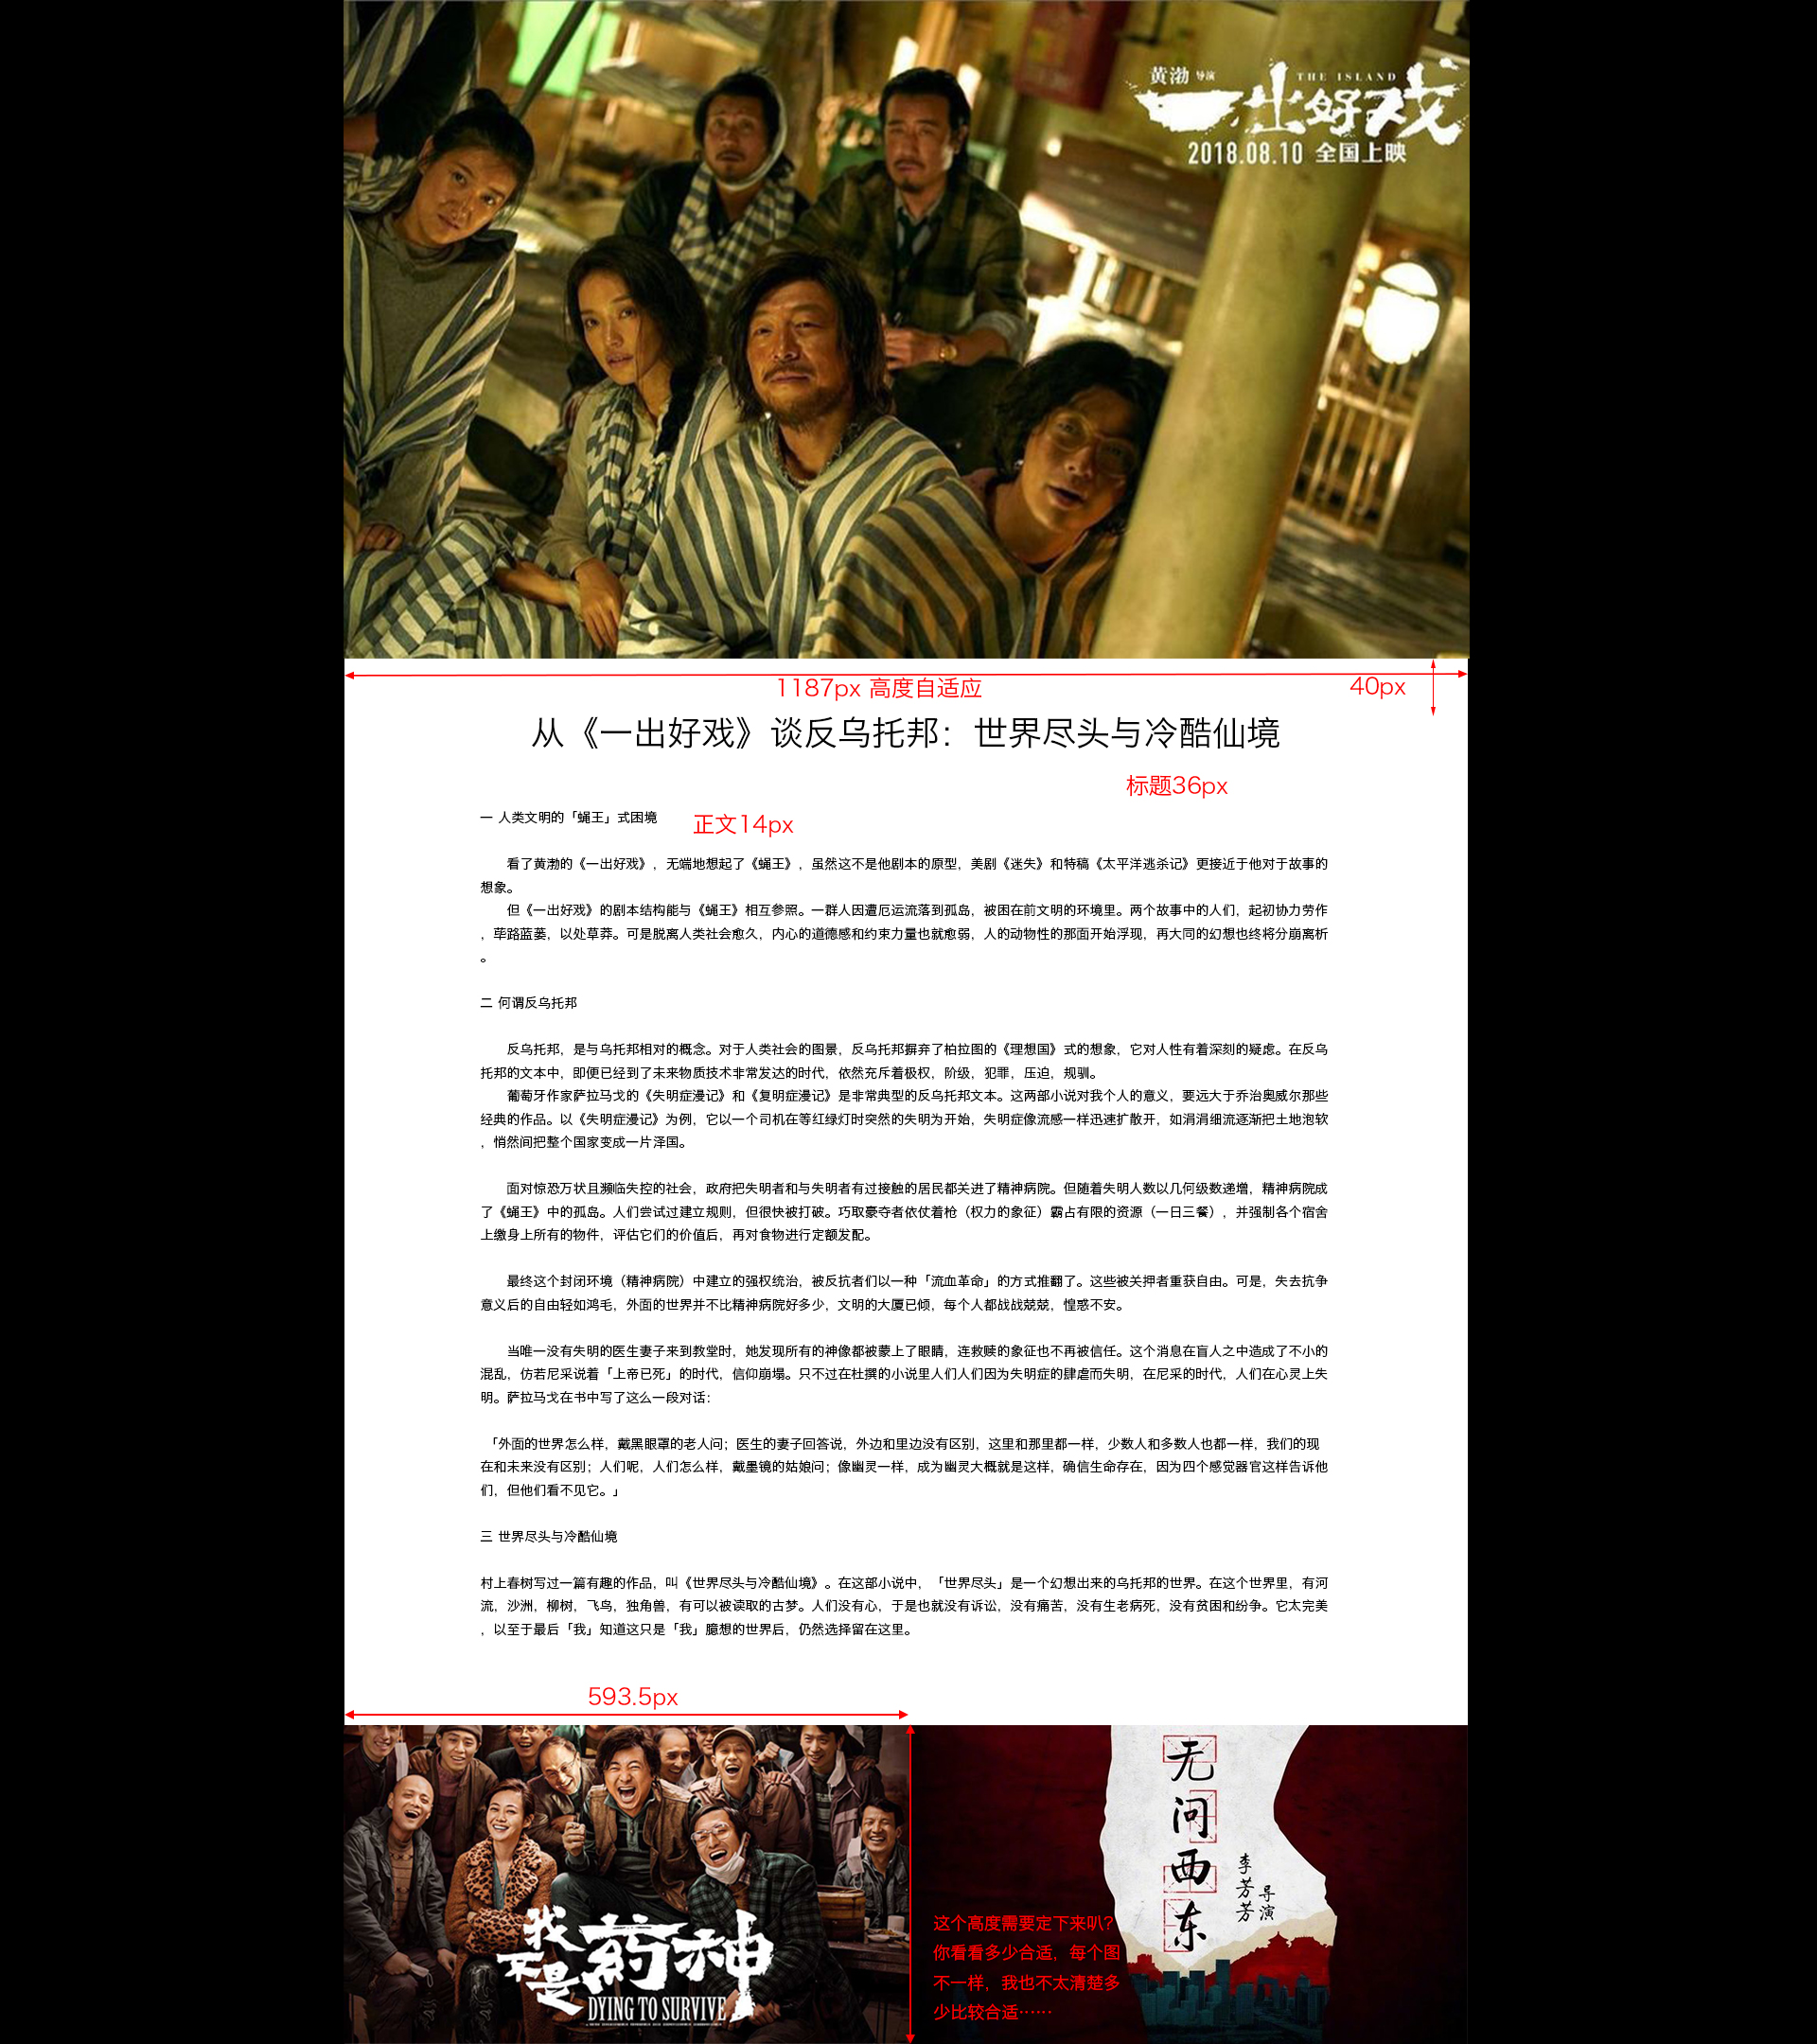 黄渤 导演 THE ISLAND
一出好戏
2018.08.10 全国上映
1187px 高度自适应
40px
从《一出好戏》谈反乌托邦：世界尽头与冷酷仙境
标题36px
一 人类文明的「蝇王」式困境
正文14px
看了黄渤的《一出好戏》，无端地想起了《蝇王》，虽然这不是他剧本的原型，美剧《迷失》和特稿《太平洋逃杀记》更接近于他对于故事的
想象。
但《一出好戏》的剧本结构能与《蝇王》相互参照。一群人因遭厄运流落到孤岛，被困在前文明的环境里。两个故事中的人们，起初协力劳作
，荜路蓝蒌，以处草莽。可是脱离人类社会愈久，内心的道德感和约束力量也就愈弱，人的动物性的那面开始浮现，再大同的幻想也终将分崩离析
。
二 何谓反乌托邦
反乌托邦，是与乌托邦相对的概念。对于人类社会的图景，反乌托邦摒弃了柏拉图的《理想国》式的想象，它对人性有着深刻的疑虑。在反乌
托邦的文本中，即便已经到了未来物质技术非常发达的时代，依然充斥着极权，阶级，犯罪，压迫，规驯。
葡萄牙作家萨拉马戈的《失明症漫记》和《复明症漫记》是非常典型的反乌托邦文本。这两部小说对我个人的意义，要远大于乔治奥威尔那些
经典的作品。以《失明症漫记》为例，它以一个司机在等红绿灯时突然的失明为开始，失明症像流感一样迅速扩散开，如涓涓细流逐渐把土地泡软
，悄然间把整个国家变成一片泽国。
面对惊恐万状且濒临失控的社会，政府把失明者和与失明者有过接触的居民都关进了精神病院。但随着失明人数以几何级数递增，精神病院成
了《蝇王》中的孤岛。人们尝试过建立规则，但很快被打破。巧取豪夺者依仗着枪（权力的象征）霸占有限的资源（一日三餐），并强制各个宿舍
上缴身上所有的物件，评估它们的价值后，再对食物进行定额发配。
最终这个封闭环境（精神病院）中建立的强权统治，被反抗者们以一种「流血革命」的方式推翻了。这些被关押者重获自由。可是，失去抗争
意义后的自由轻如鸿毛，外面的世界并不比精神病院好多少，文明的大厦已倾，每个人都战战兢兢，惶惑不安。
当唯一没有失明的医生妻子来到教堂时，她发现所有的神像都被蒙上了眼睛，连救赎的象征也不再被信任。这个消息在盲人之中造成了不小的
混乱，仿若尼采说着「上帝已死」的时代，信仰崩塌。只不过在杜撰的小说里人们人们因为失明症的肆虐而失明，在尼采的时代，人们在心灵上失
明。萨拉马戈在书中写了这么一段对话：
「外面的世界怎么样，戴黑眼罩的老人问；医生的妻子回答说，外边和里边没有区别，这里和那里都一样，少数人和多数人也都一样，我们的现
在和未来没有区别；人们呢，人们怎么样，戴墨镜的姑娘问；像幽灵一样，成为幽灵大概就是这样，确信生命存在，因为四个感觉器官这样告诉他
们，但他们看不见它。」
三 世界尽头与冷酷仙境
村上春树写过一篇有趣的作品，叫《世界尽头与冷酷仙境》。在这部小说中，「世界尽头」是一个幻想出来的乌托邦的世界。在这个世界里，有河
流，沙洲，柳树，飞鸟，独角兽，有可以被读取的古梦。人们没有心，于是也就没有诉讼，没有痛苦，没有生老病死，没有贫困和纷争。它太完美
，以至于最后「我」知道这只是「我」臆想的世界后，仍然选择留在这里。
593.5px
我不是药神
DYING TO SURVIVE
无问西东
李芳芳 导演
这个高度需要定下来叭？
你看看多少合适，每个图
不一样，我也不太清楚多
少比较合适……